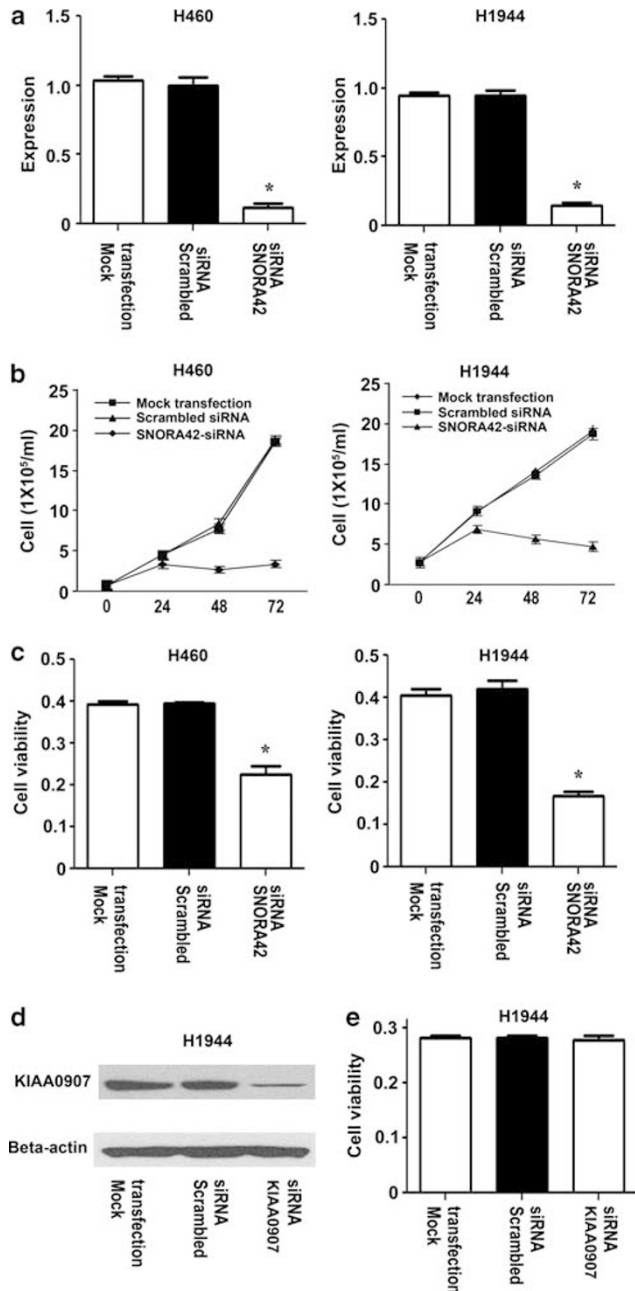 a
H460
H1944
Expression
1.5
1.0
0.5
0
Mock transfection
Scrambled siRNA
SNORA42 siRNA
Expression
1.5
1.0
0.5
0
Mock transfection
Scrambled siRNA
SNORA42 siRNA
*
*
b
H460
H1944
Cell (1X10⁵/ml)
25
20
15
10
5
0
Mock transfection
Scrambled siRNA
SNORA42-siRNA
0 24 48 72
Cell (1X10⁵/ml)
20
15
10
5
0
Mock transfection
Scrambled siRNA
SNORA42-siRNA
0 24 48 72
c
H460
H1944
Cell viability
0.5
0.4
0.3
0.2
0.1
0
*
Mock transfection
Scrambled siRNA
SNORA42 siRNA
Cell viability
0.5
0.4
0.3
0.2
0.1
0
*
Mock transfection
Scrambled siRNA
SNORA42 siRNA
d
H1944
KIAA0907
Beta-actin
Mock transfection
Scrambled siRNA
KIAA0907 siRNA
e
H1944
Cell viability
0.3
0.2
0.1
0
Mock transfection
Scrambled siRNA
KIAA0907 siRNA